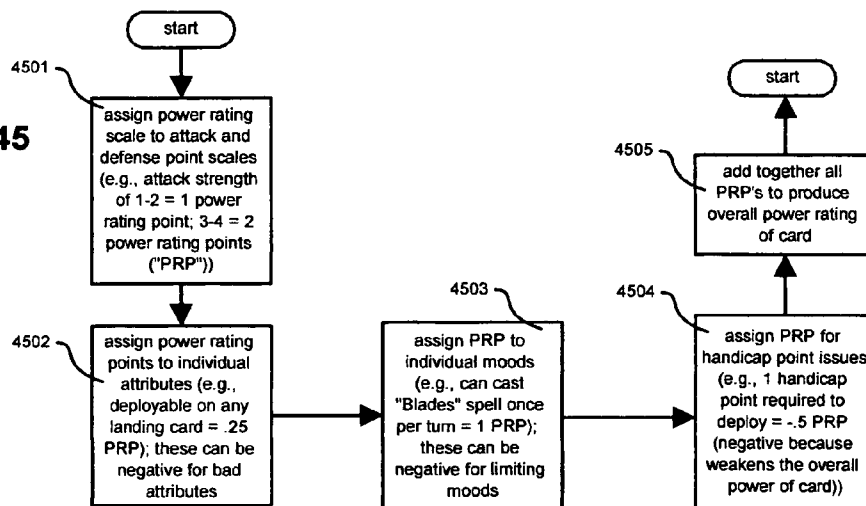 start
4501
45
assign power rating
scale to attack and
defense point scales
(e.g., attack strength
of 1-2 = 1 power
rating point; 3-4 = 2
power rating points
("PRP"))
4502
assign power rating
points to individual
attributes (e.g.,
deployable on any
landing card = .25
PRP); these can be
negative for bad
attributes
4503
assign PRP to
individual moods
(e.g., can cast
"Blades" spell once
per turn = 1 PRP);
these can be
negative for limiting
moods
4504
assign PRP for
handicap point issues
(e.g., 1 handicap
point required to
deploy = -.5 PRP
(negative because
weakens the overall
power of card))
4505
add together all
PRP's to produce
overall power rating
of card
start